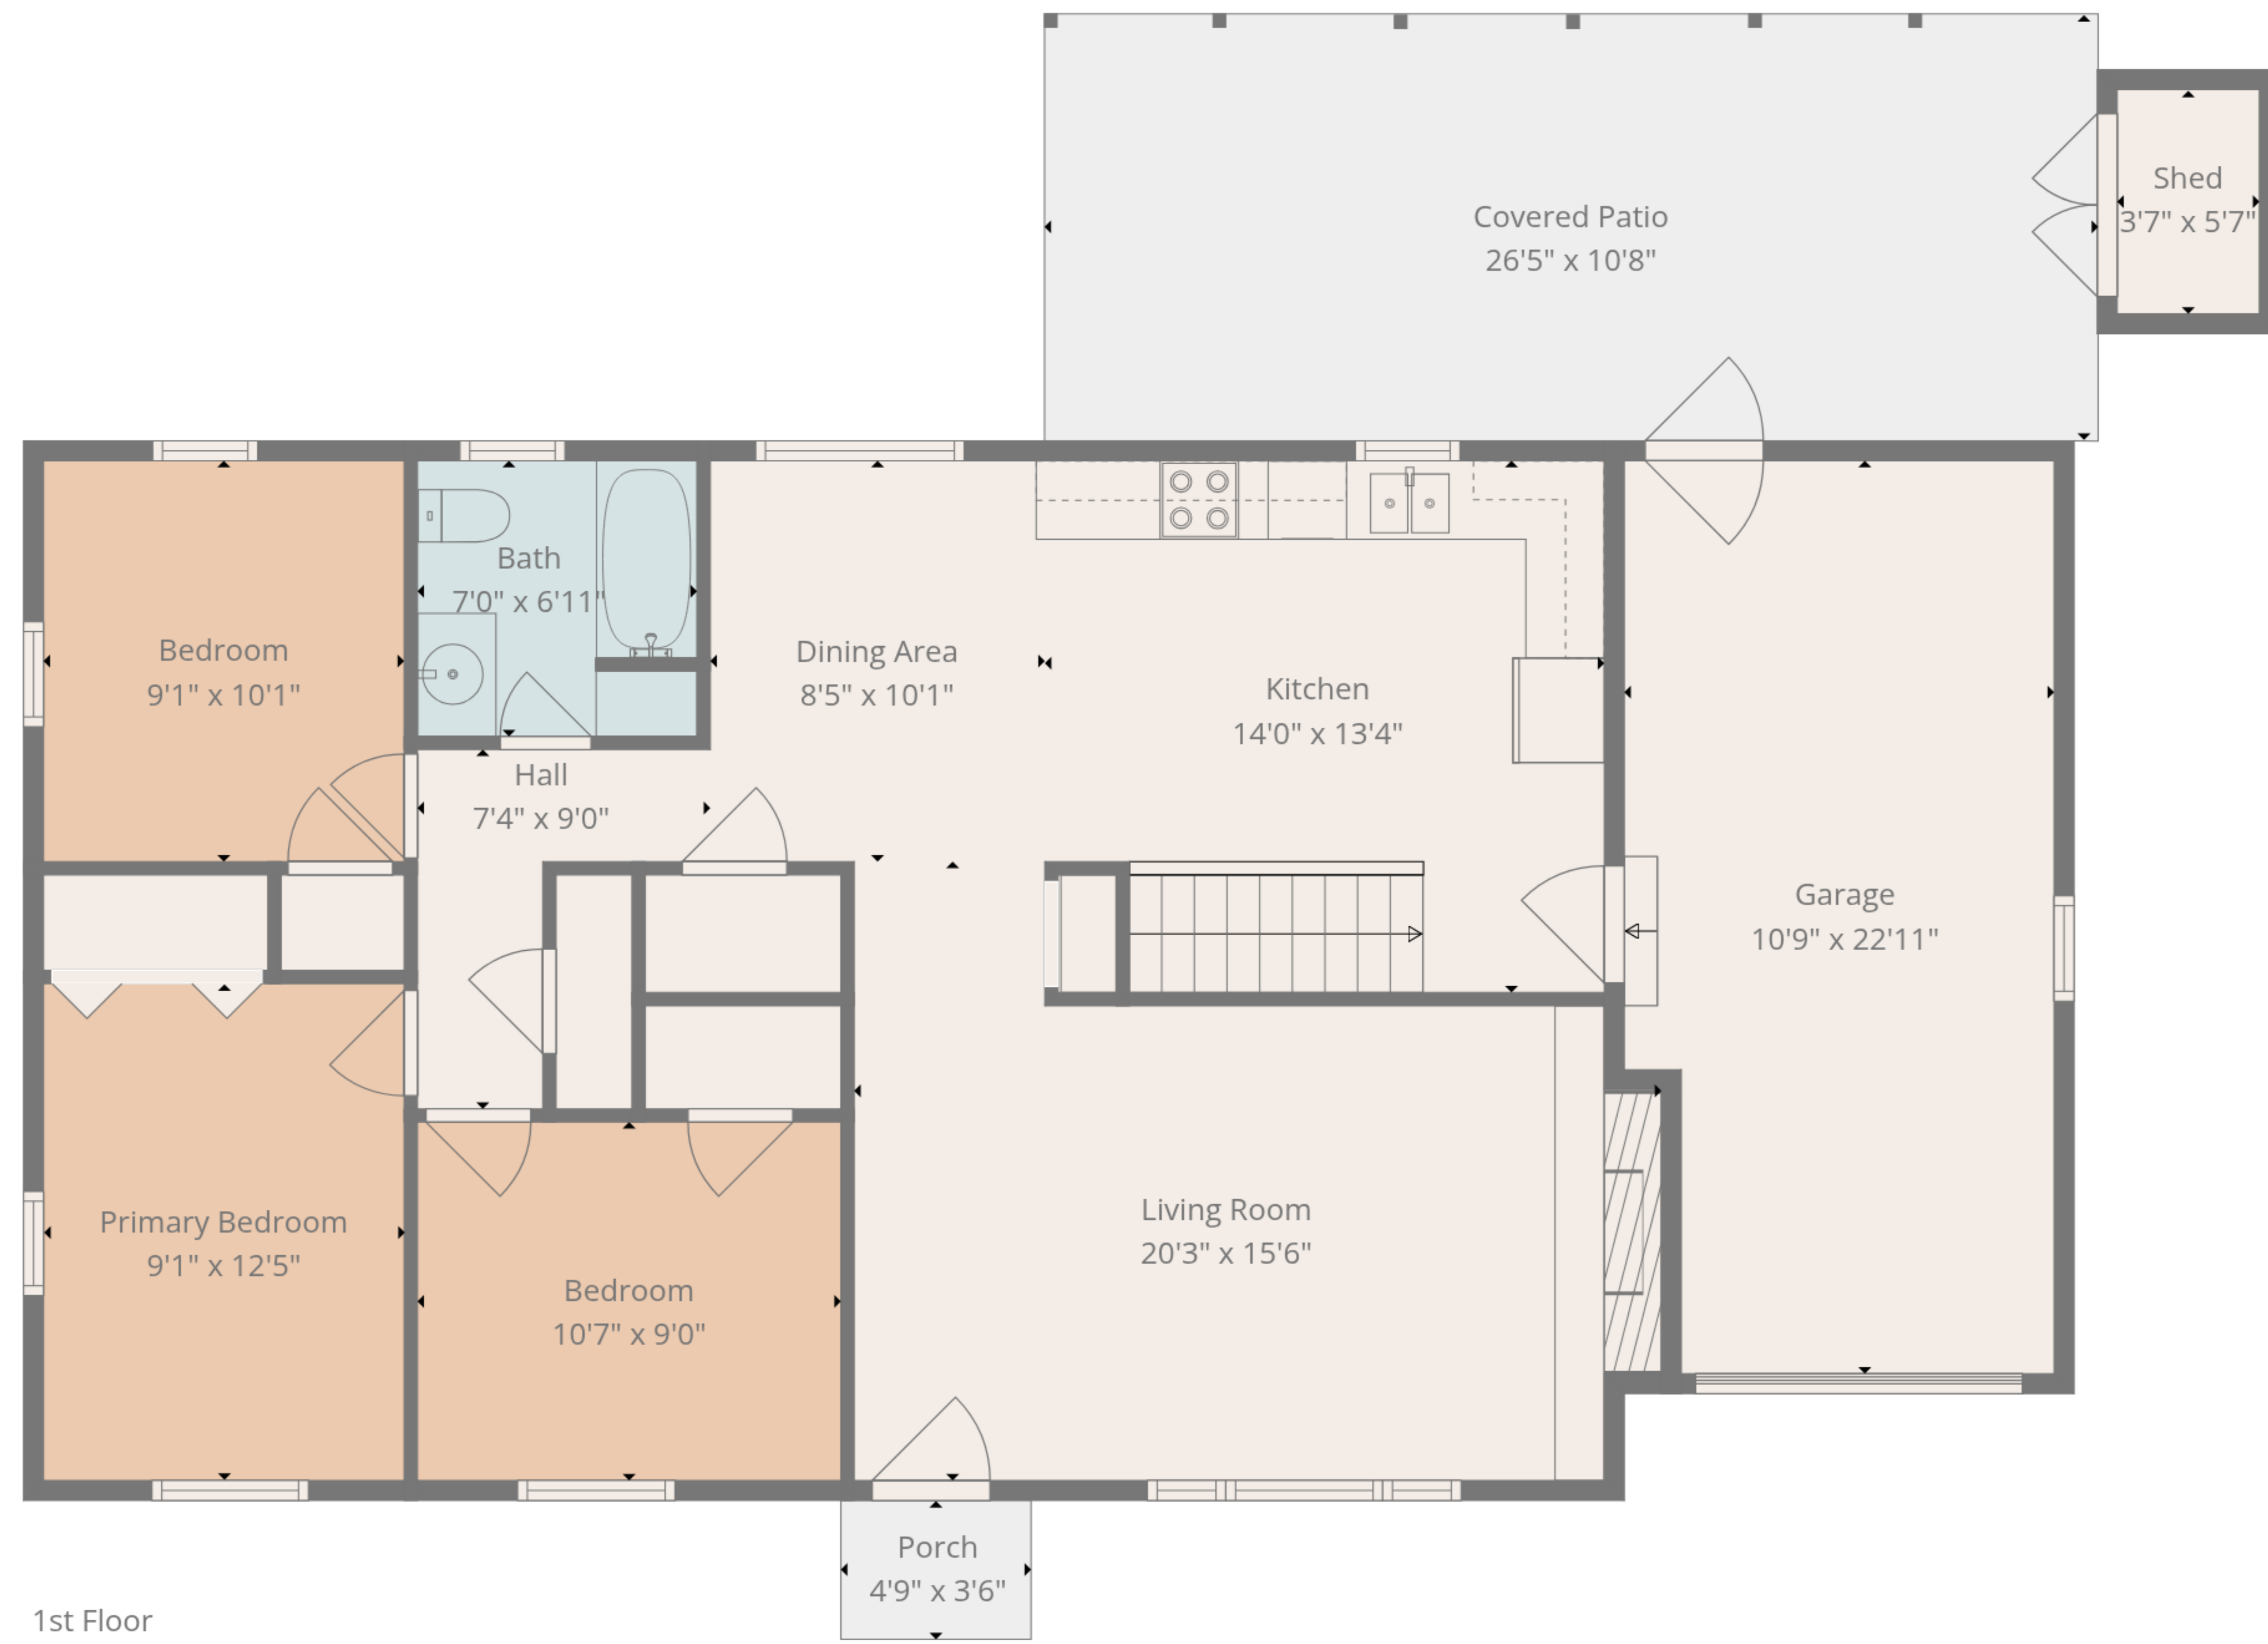 Covered Patio
26'5" x 10'8"
Shed
3'7" x 5'7"
Bath
7'0" x 6'11"
Bedroom
9'1" x 10'1"
Dining Area
8'5" x 10'1"
Kitchen
14'0" x 13'4"
Hall
7'4" x 9'0"
Garage
10'9" x 22'11"
Primary Bedroom
9'1" x 12'5"
Living Room
20'3" x 15'6"
Bedroom
10'7" x 9'0"
Porch
4'9" x 3'6"
1st Floor